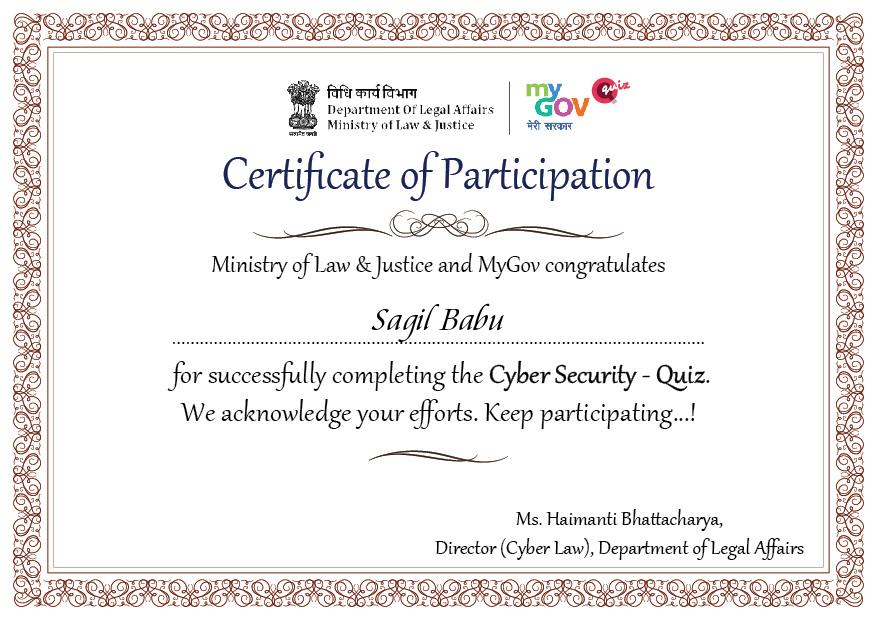 विधि कार्य विभाग
Department Of Legal Affairs
Ministry of Law & Justice
सत्यमेव जयते
my
GOV
मेरी सरकार
quiz
Certificate of Participation
Ministry of Law & Justice and MyGov congratulates
Sagil Babu
for successfully completing the Cyber Security - Quiz.
We acknowledge your efforts. Keep participating...!
Ms. Haimanti Bhattacharya,
Director (Cyber Law), Department of Legal Affairs